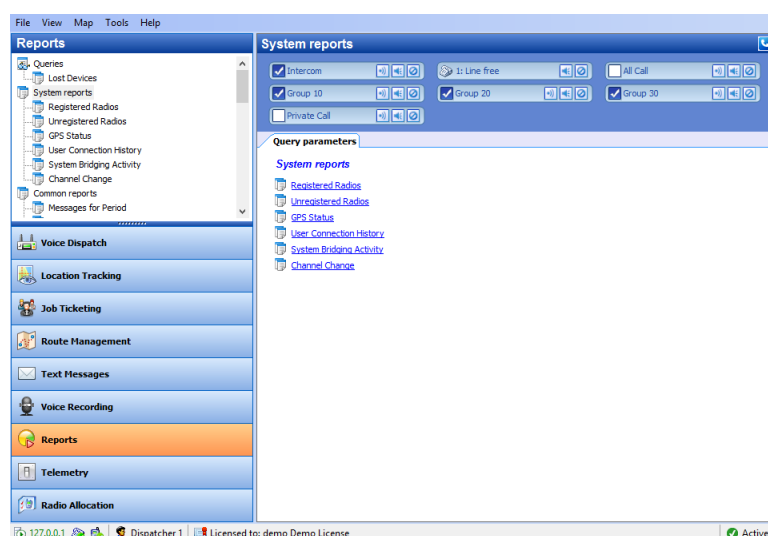 File View Map Tools Help
Reports
Queries
Lost Devices
System reports
Registered Radios
Unregistered Radios
GPS Status
User Connection History
System Bridging Activity
Channel Change
Common reports
Messages for Period
Voice Dispatch
Location Tracking
Job Ticketing
Route Management
Text Messages
Voice Recording
Reports
Telemetry
Radio Allocation
System reports
Intercom 1: Line free All Call
Group 10 Group 20 Group 30
Private Call
Query parameters
System reports
Registered Radios
Unregistered Radios
GPS Status
User Connection History
System Bridging Activity
Channel Change
127.0.0.1 Dispatcher 1 Licensed to: demo Demo License Active